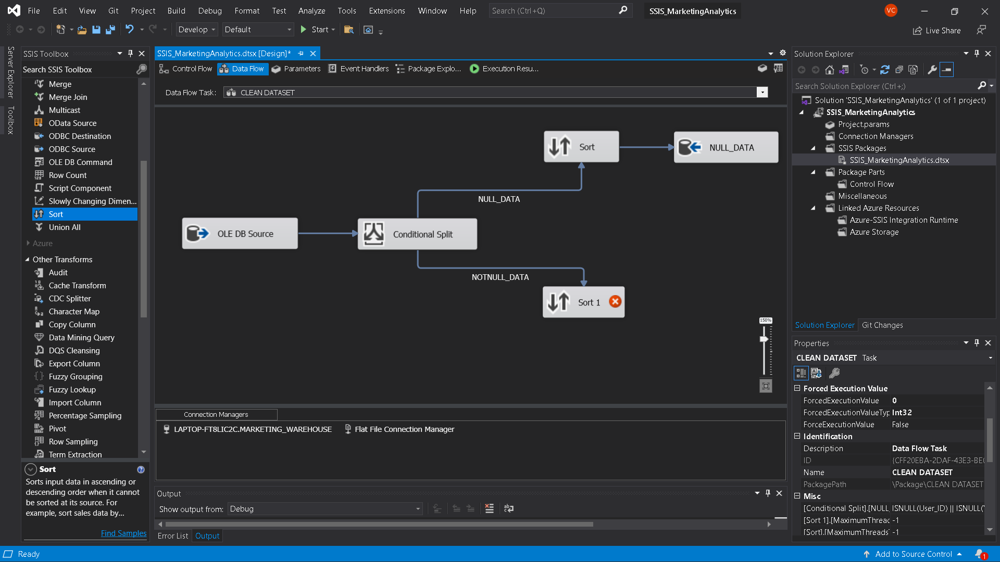 File Edit View Git Project Build Debug Format Test Analyze Tools Extensions Window Help Search (Ctrl+Q) SSIS_MarketingAnalytics VC
Develop Default Start Live Share
Server Explorer
Toolbox
SSIS Toolbox
Search SSIS Toolbox
Merge
Merge Join
Multicast
OData Source
ODBC Destination
ODBC Source
OLE DB Command
Row Count
Script Component
Slowly Changing Dimen...
Sort
Union All
Azure
Other Transforms
Audit
Cache Transform
CDC Splitter
Character Map
Copy Column
Data Mining Query
DQS Cleansing
Export Column
Fuzzy Grouping
Fuzzy Lookup
Import Column
Percentage Sampling
Pivot
Row Sampling
Term Extraction
Sort
Sorts input data in ascending or
descending order when it cannot
be sorted at its source. For
example, sort sales data by...
Find Samples
SSIS_MarketingAnalytics.dtsx [Design]*
Control Flow Data Flow Parameters Event Handlers Package Explo... Execution Resu...
Data Flow Task: CLEAN DATASET
Sort
NULL_DATA
NULL_DATA
OLE DB Source
Conditional Split
NOTNULL_DATA
Sort 1
150%
Connection Managers
LAPTOP-FT8LIC2C.MARKETING_WAREHOUSE Flat File Connection Manager
Output
Show output from: Debug
Error List Output
Solution Explorer
Search Solution Explorer (Ctrl+;)
Solution 'SSIS_MarketingAnalytics' (1 of 1 project)
SSIS_MarketingAnalytics
Project.params
Connection Managers
SSIS Packages
SSIS_MarketingAnalytics.dtsx
Package Parts
Control Flow
Miscellaneous
Linked Azure Resources
Azure-SSIS Integration Runtime
Azure Storage
Solution Explorer Git Changes
Properties
CLEAN DATASET Task
Forced Execution Value
ForcedExecutionValue 0
ForcedExecutionValueTyp Int32
ForceExecutionValue False
Identification
Description Data Flow Task
ID {CFF20EBA-2DAF-43E3-BE
Name CLEAN DATASET
PackagePath \Package\CLEAN DATASET
Misc
[Conditional Split].[NULL_ ISNULL(User_ID) || ISNULL(
[Sort 1].[MaximumThreac -1
[Sort].[MaximumThreads] -1
Ready Add to Source Control 1